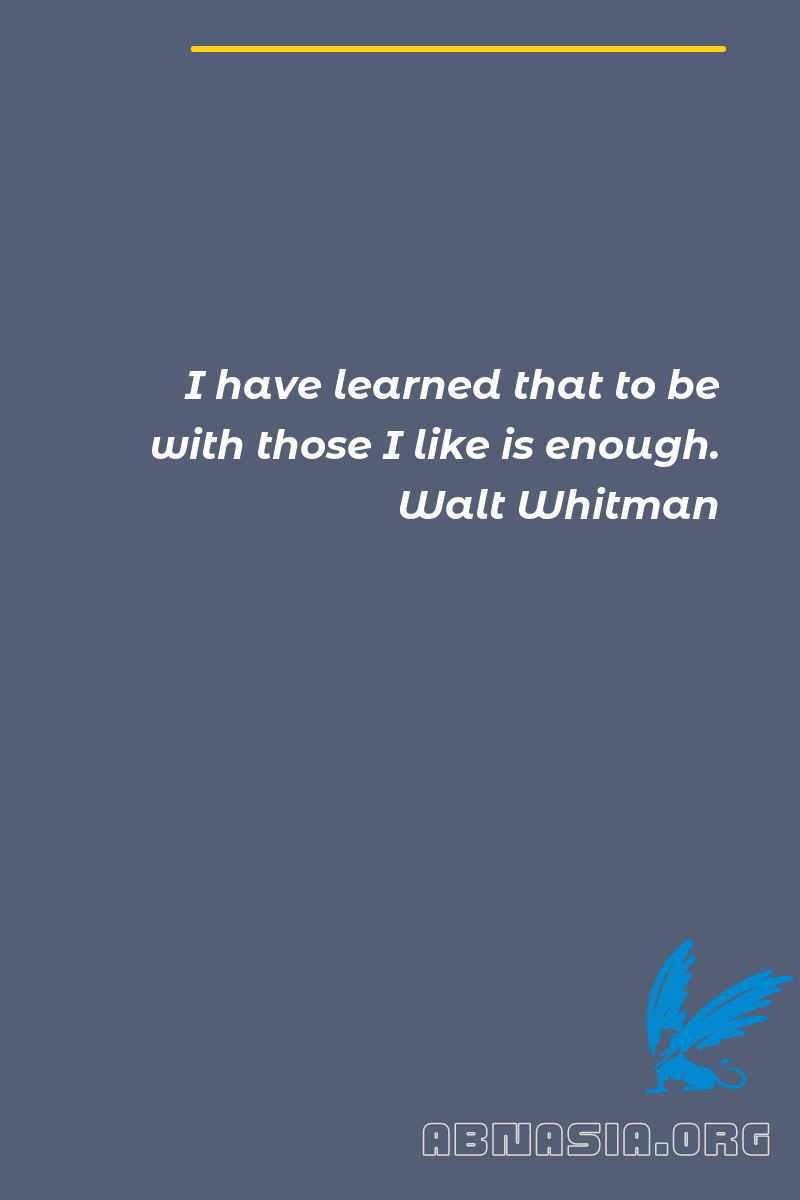 I have learned that to be
with those I like is enough.
Walt Whitman
ABNASIA.ORG